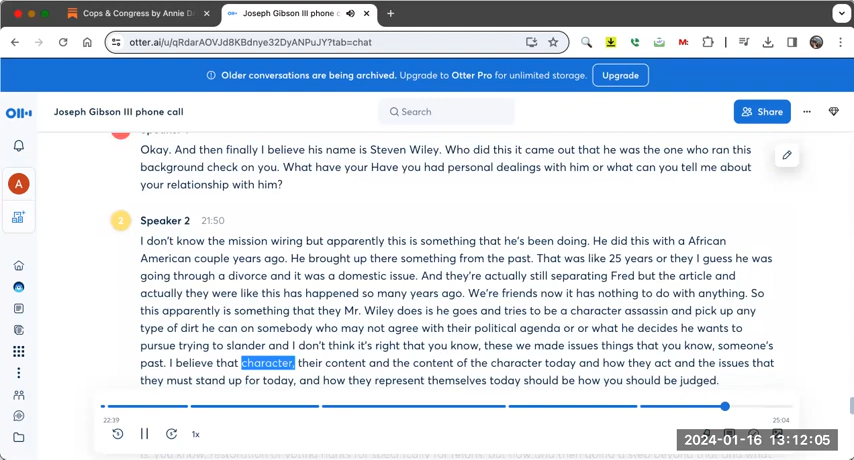 Cops & Congress by Annie D
Joseph Gibson III phone c
otter.ai/u/qRdarAOVJd8KBdnye32DyANPuJY?tab=chat
Older conversations are being archived. Upgrade to Otter Pro for unlimited storage. Upgrade
Joseph Gibson III phone call
Search
Share
Okay. And then finally I believe his name is Steven Wiley. Who did this it came out that he was the one who ran this
background check on you. What have your Have you had personal dealings with him or what can you tell me about
your relationship with him?
A
2 Speaker 2 21:50
I don't know the mission wiring but apparently this is something that he's been doing. He did this with a African
American couple years ago. He brought up there something from the past. That was like 25 years or they I guess he was
going through a divorce and it was a domestic issue. And they're actually still separating Fred but the article and
actually they were like this has happened so many years ago. We're friends now it has nothing to do with anything. So
this apparently is something that they Mr. Wiley does is he goes and tries to be a character assassin and pick up any
type of dirt he can on somebody who may not agree with their political agenda or or what he decides he wants to
pursue trying to slander and I don't think it's right that you know, these we made issues things that you know, someone's
past. I believe that character, their content and the content of the character today and how they act and the issues that
they must stand up for today, and how they represent themselves today should be how you should be judged.
22:39
25:04
1x
2024-01-16 13:12:05